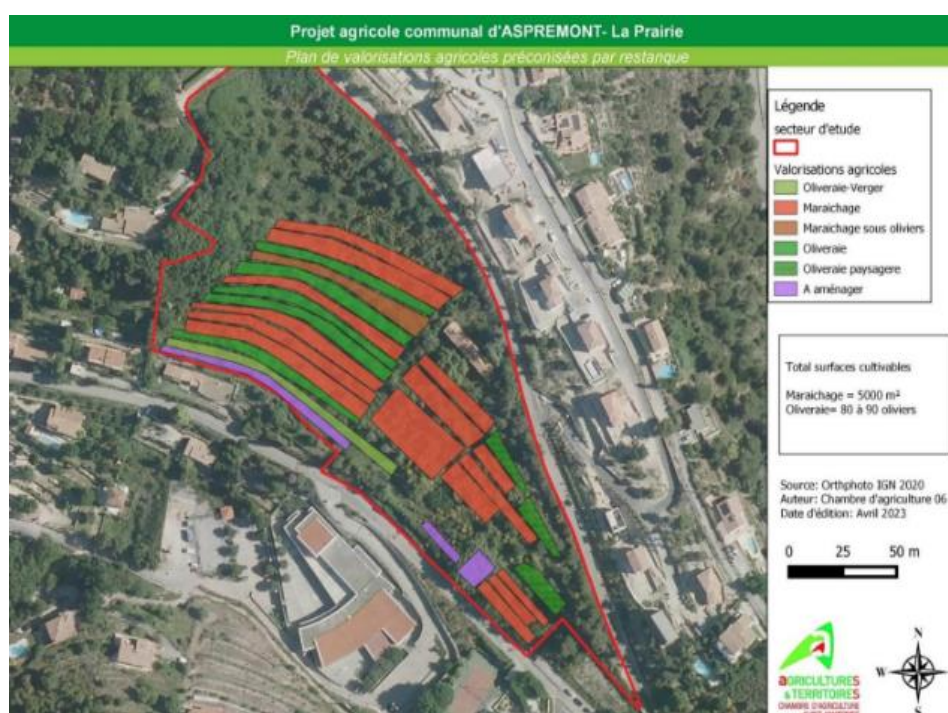 Projet agricole communal d'ASPREMONT- La Prairie
Plan de valorisations agricoles préconisées par restanque
Légende
secteur d'etude
Valorisations agricoles
Oliveraie-Verger
Maraichage
Maraichage sous oliviers
Oliveraie
Oliveraie paysagere
A aménager
Total surfaces cultivables
Maraichage = 5000 m²
Oliveraie= 80 à 90 oliviers
Source: Orthphoto IGN 2020
Auteur: Chambre d'agriculture 06
Date d'édition: Avril 2023
0 25 50 m
N
W E
S
AGRICULTURES
& TERRITOIRES
CHAMBRE D'AGRICULTURE